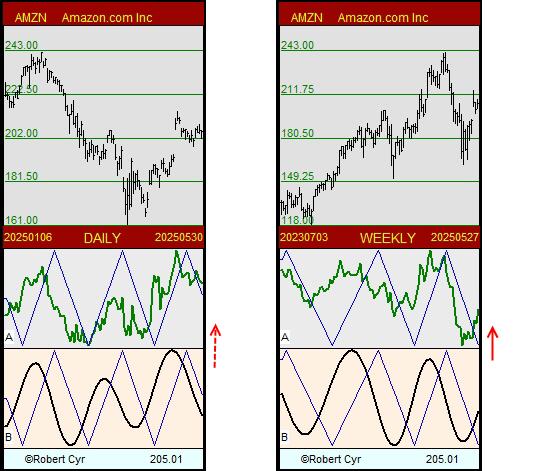 AMZN Amazon.com Inc
243.00
222.50
202.00
181.50
161.00
20250106 DAILY 20250530
A
B
©Robert Cyr 205.01
AMZN Amazon.com Inc
243.00
211.75
180.50
149.25
118.00
20230703 WEEKLY 20250527
A
B
©Robert Cyr 205.01